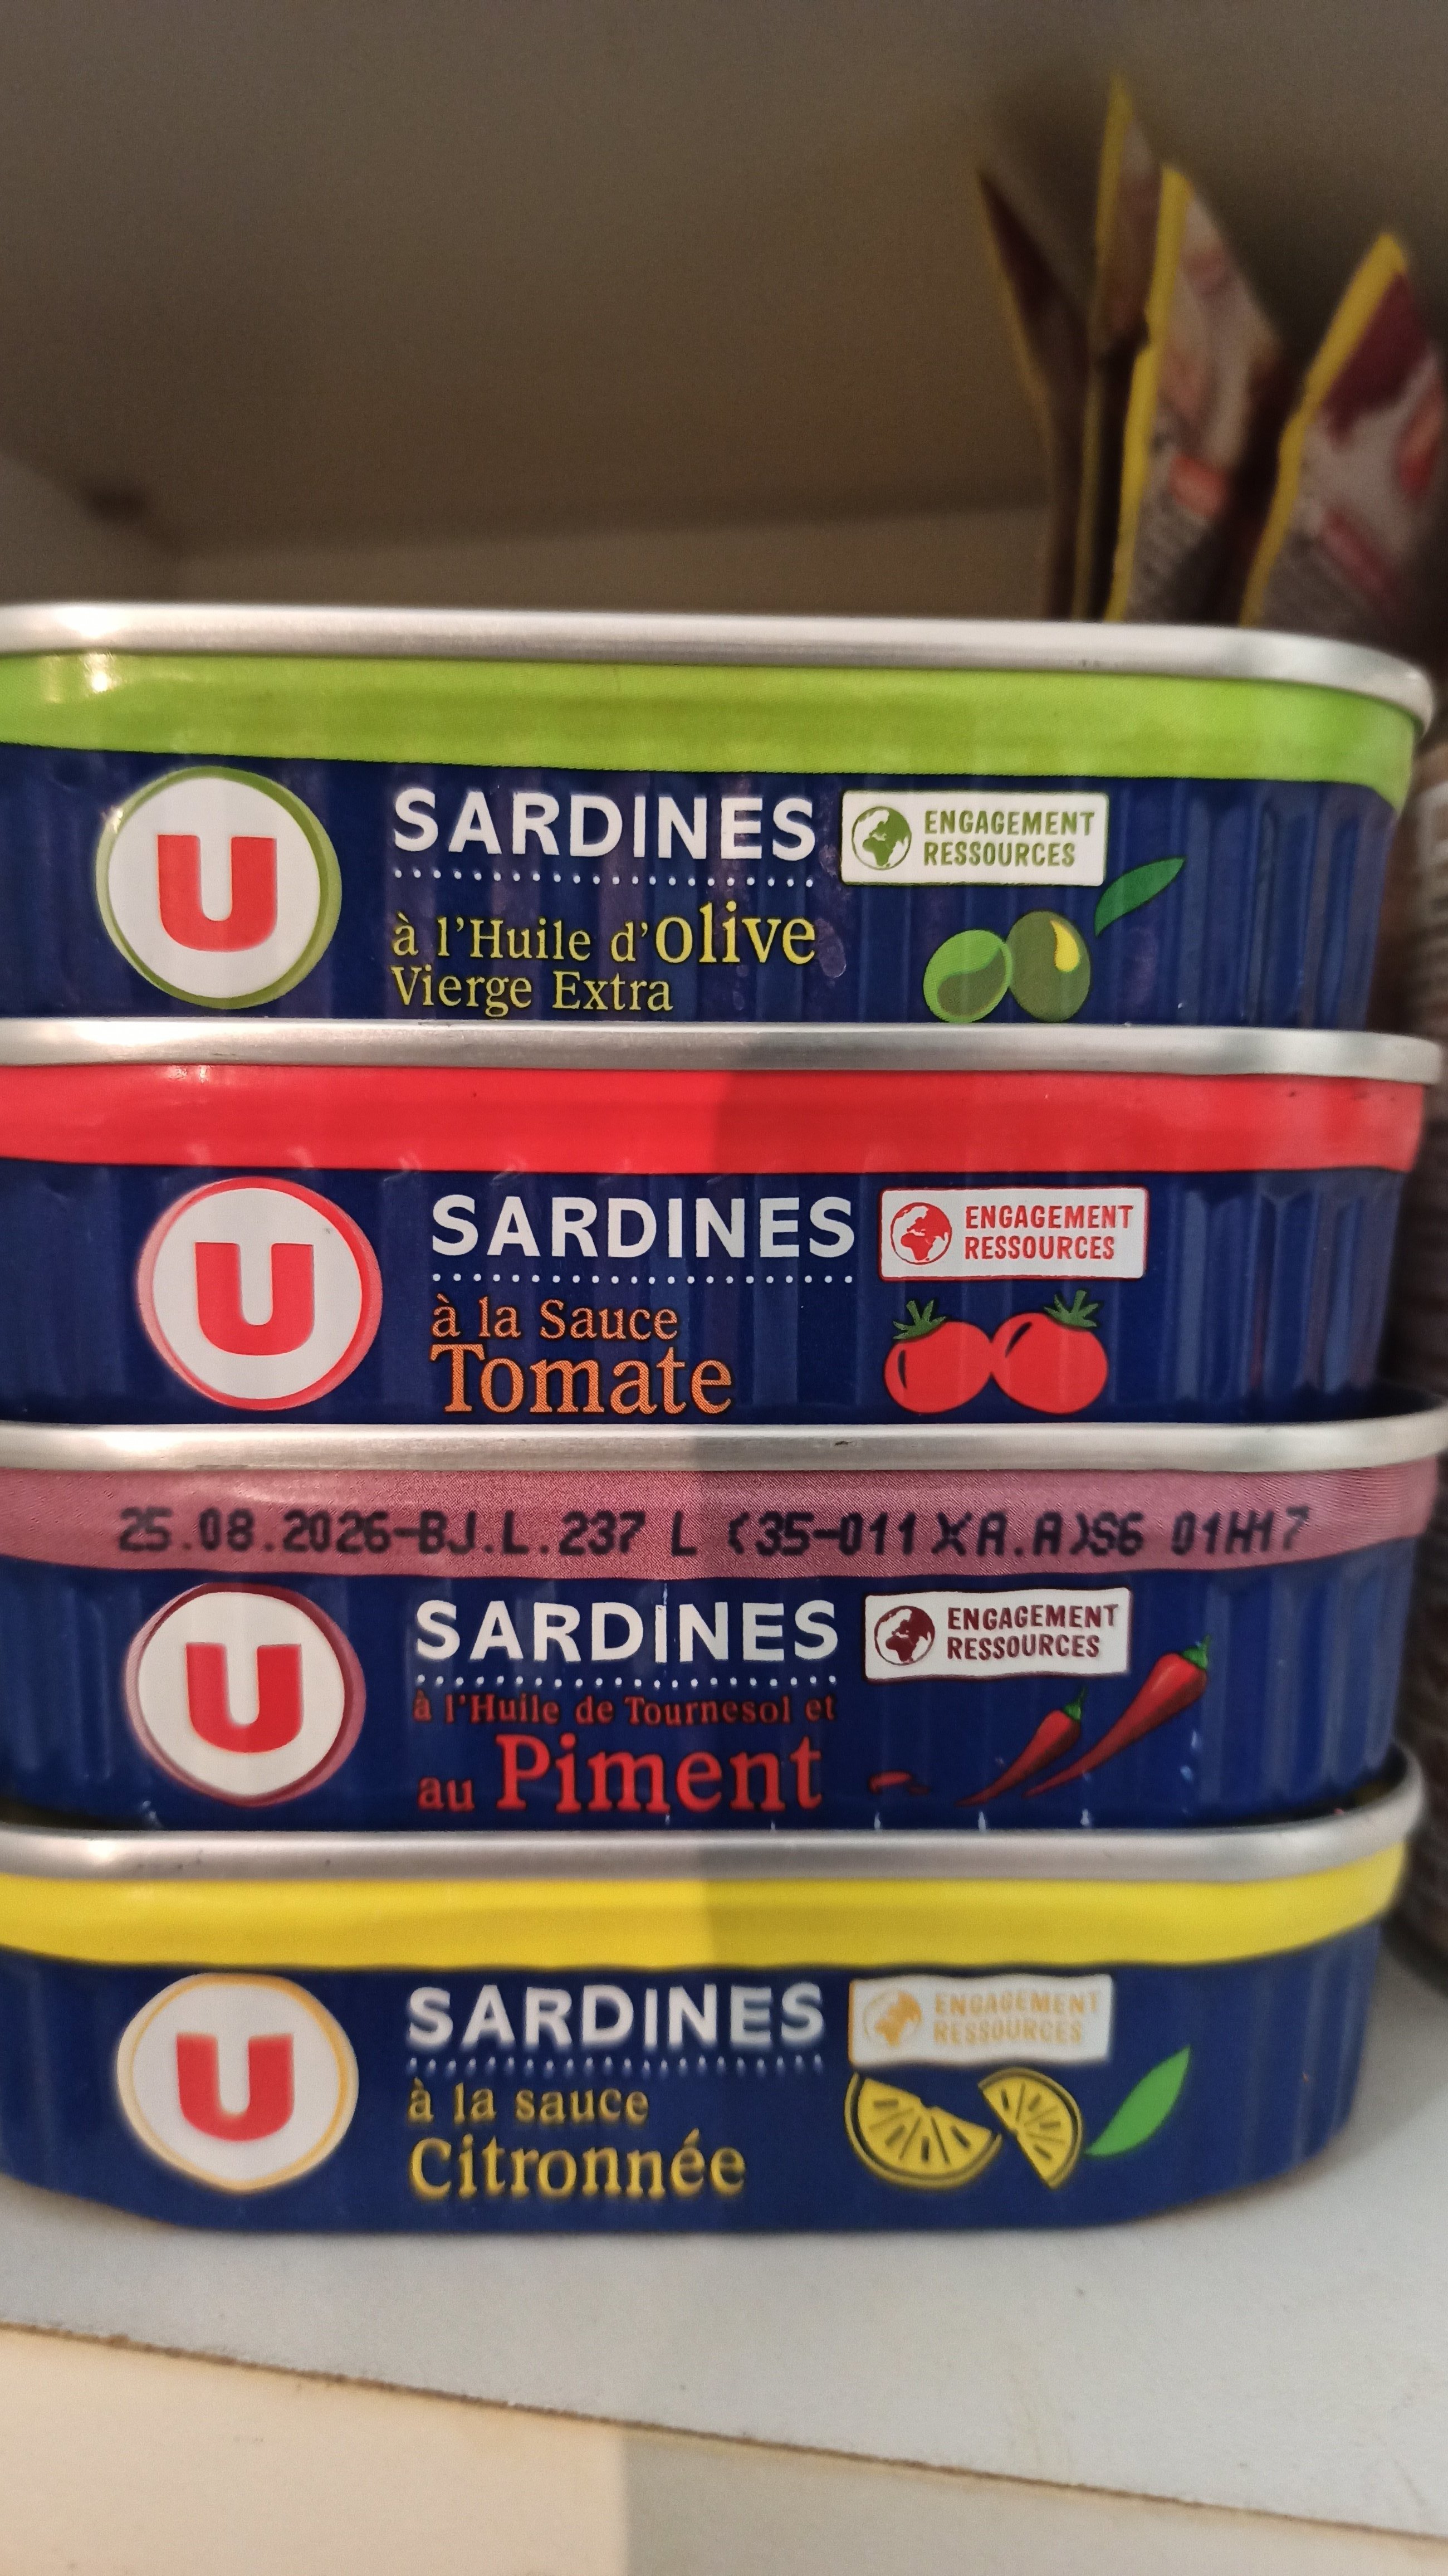 U
SARDINES
ENGAGEMENT
RESSOURCES
à l'Huile d'olive
Vierge Extra
U
SARDINES
ENGAGEMENT
RESSOURCES
à la Sauce
Tomate
25.08.2026-BJ.L.237 L (35-011)(A.A)S6 01H17
U
SARDINES
ENGAGEMENT
RESSOURCES
à l'Huile de Tournesol et
au Piment
U
SARDINES
ENGAGEMENT
RESSOURCES
à la sauce
Citronnée